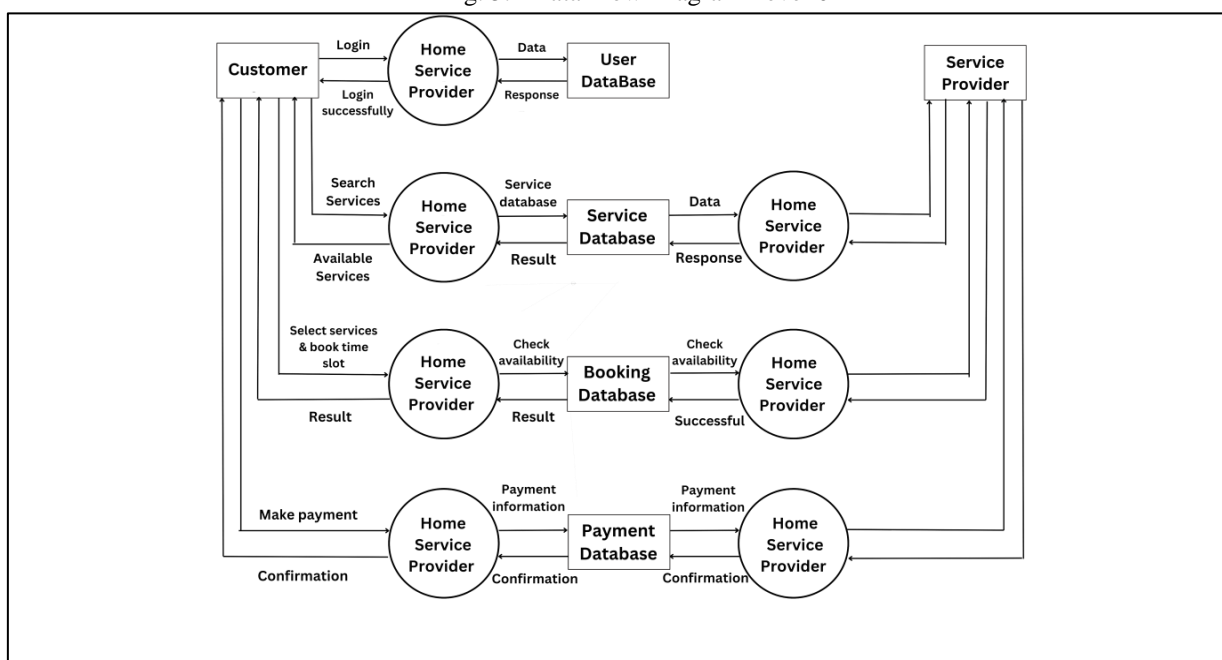 Login
Customer
Login
successfully
Home
Service
Provider
Data
Response
User
DataBase
Service
Provider
Search
Services
Available
Services
Home
Service
Provider
Service
database
Result
Service
Database
Data
Response
Home
Service
Provider
Select services
& book time
slot
Result
Home
Service
Provider
Check
availability
Result
Booking
Database
Check
availability
Successful
Home
Service
Provider
Make payment
Confirmation
Home
Service
Provider
Payment
information
Confirmation
Payment
Database
Payment
information
Confirmation
Home
Service
Provider